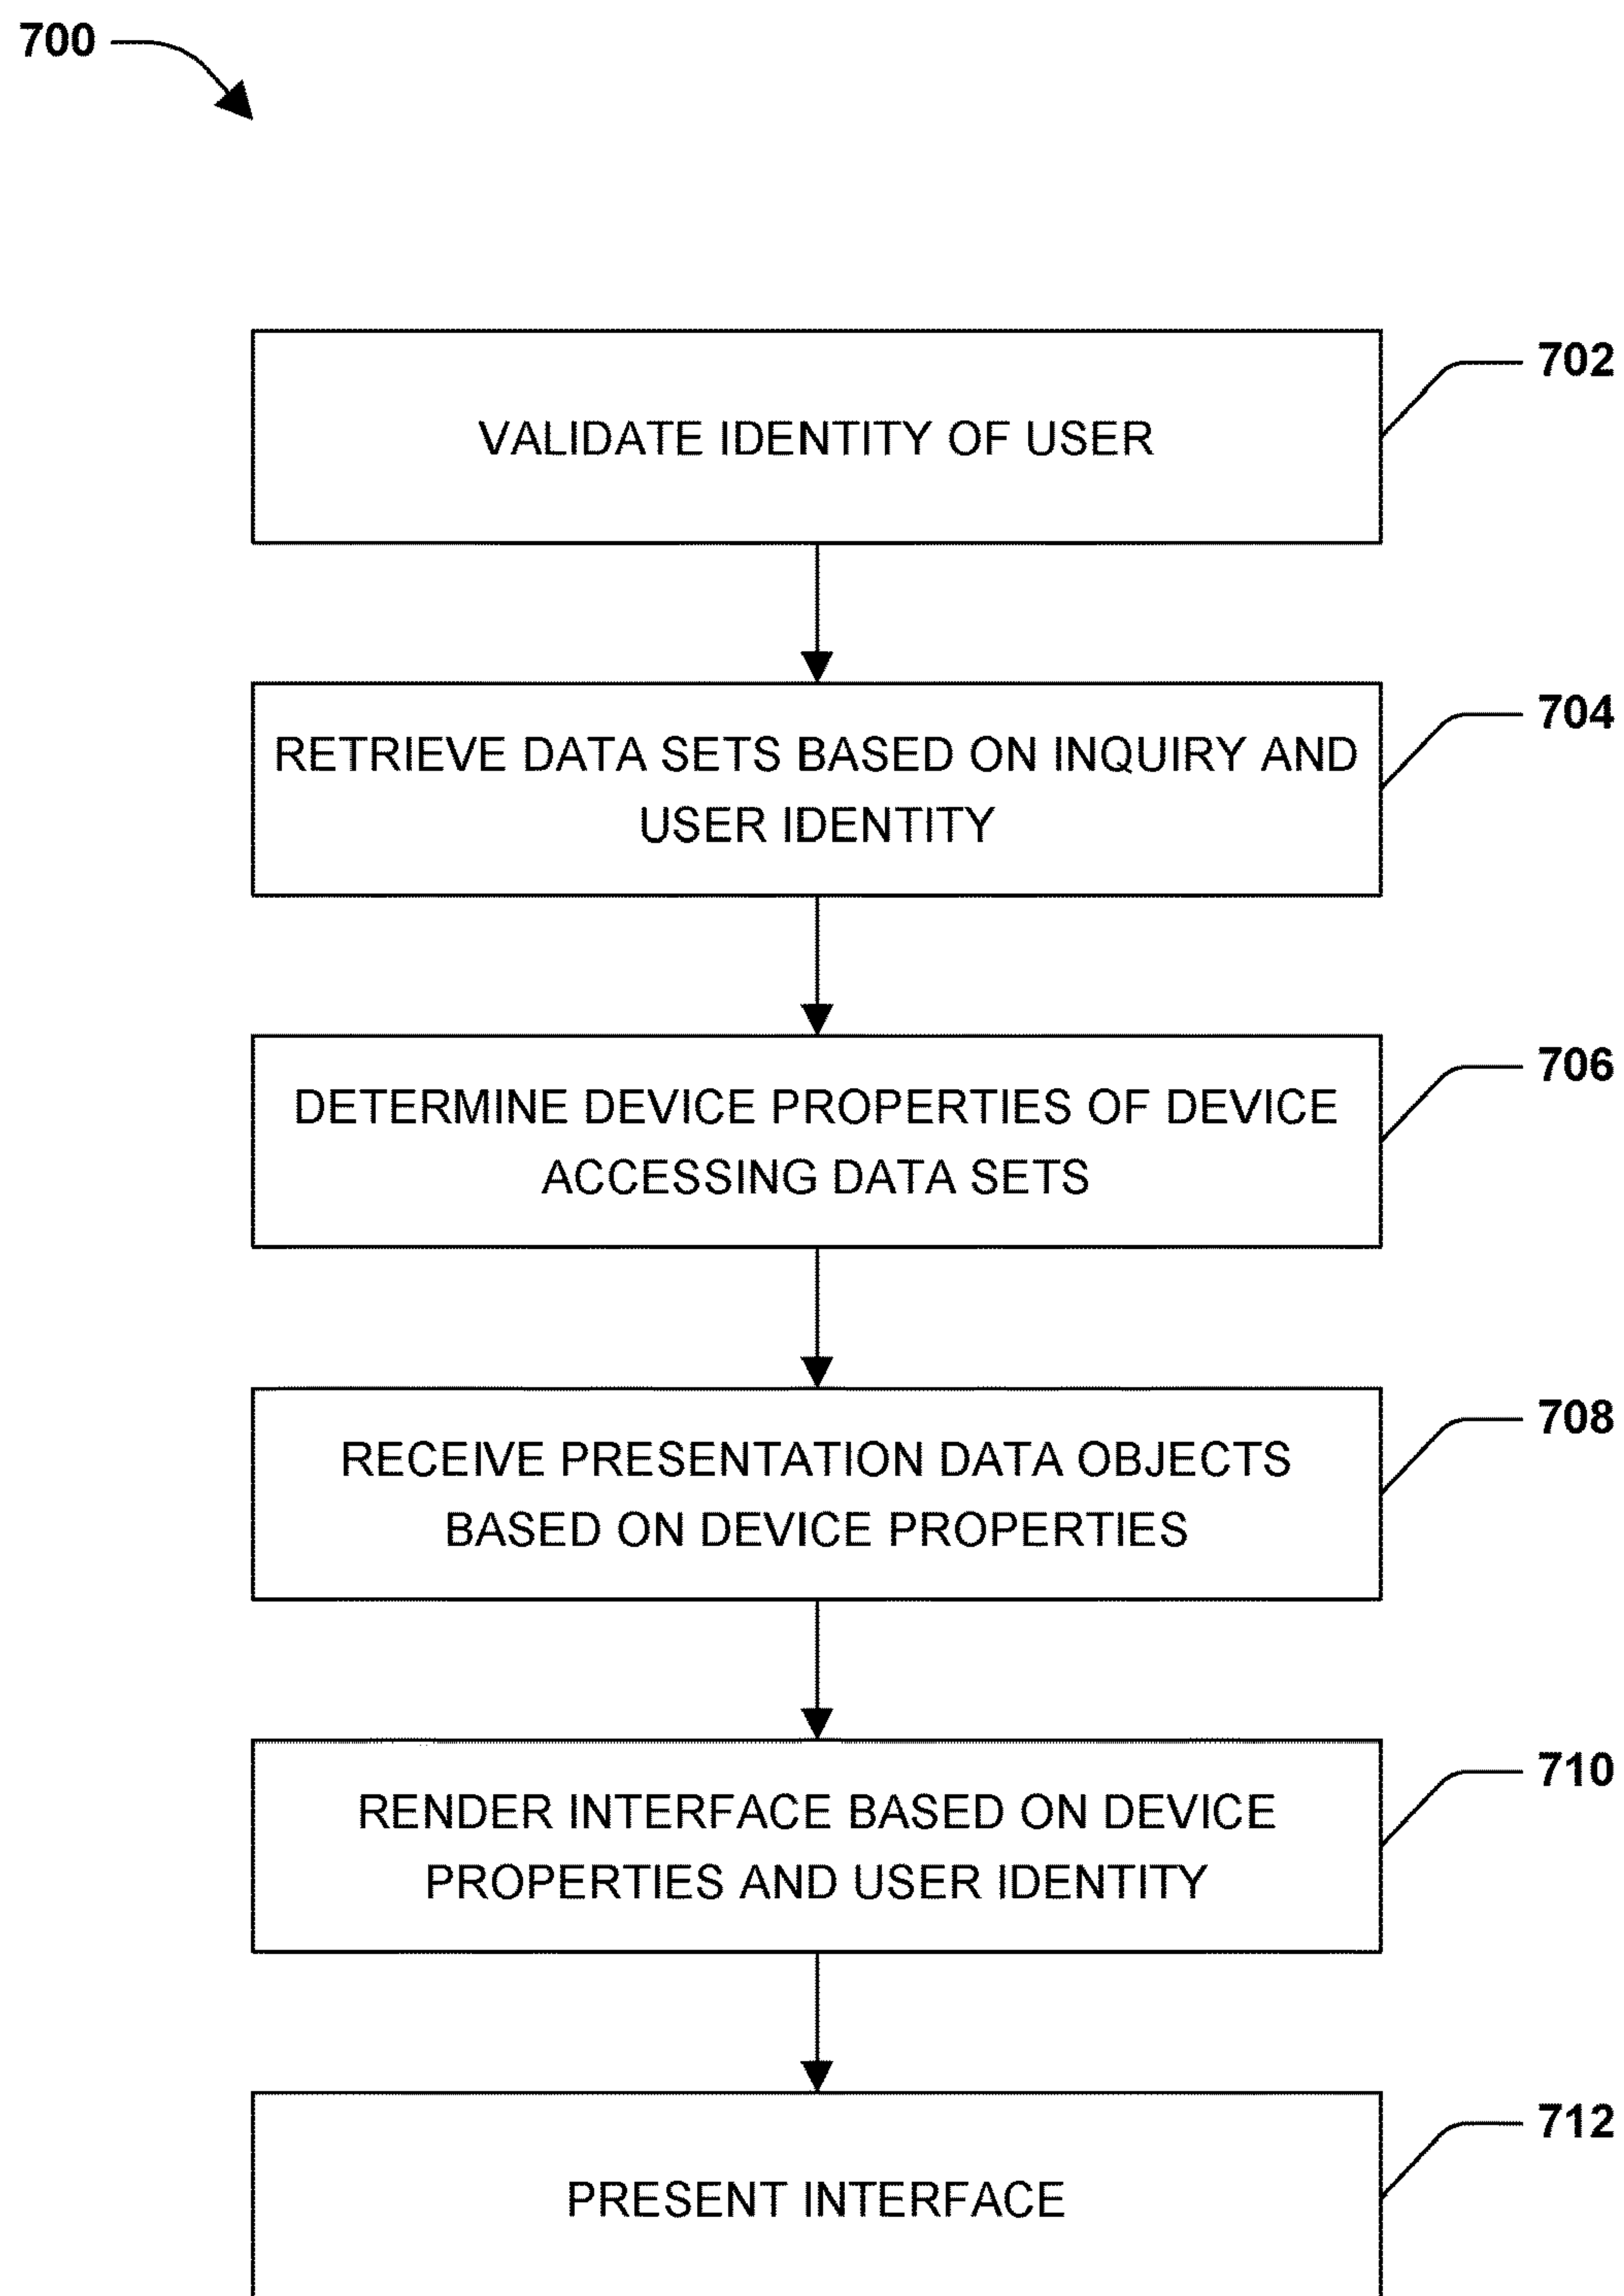 700
702
VALIDATE IDENTITY OF USER
704
RETRIEVE DATA SETS BASED ON INQUIRY AND
USER IDENTITY
706
DETERMINE DEVICE PROPERTIES OF DEVICE
ACCESSING DATA SETS
708
RECEIVE PRESENTATION DATA OBJECTS
BASED ON DEVICE PROPERTIES
710
RENDER INTERFACE BASED ON DEVICE
PROPERTIES AND USER IDENTITY
712
PRESENT INTERFACE